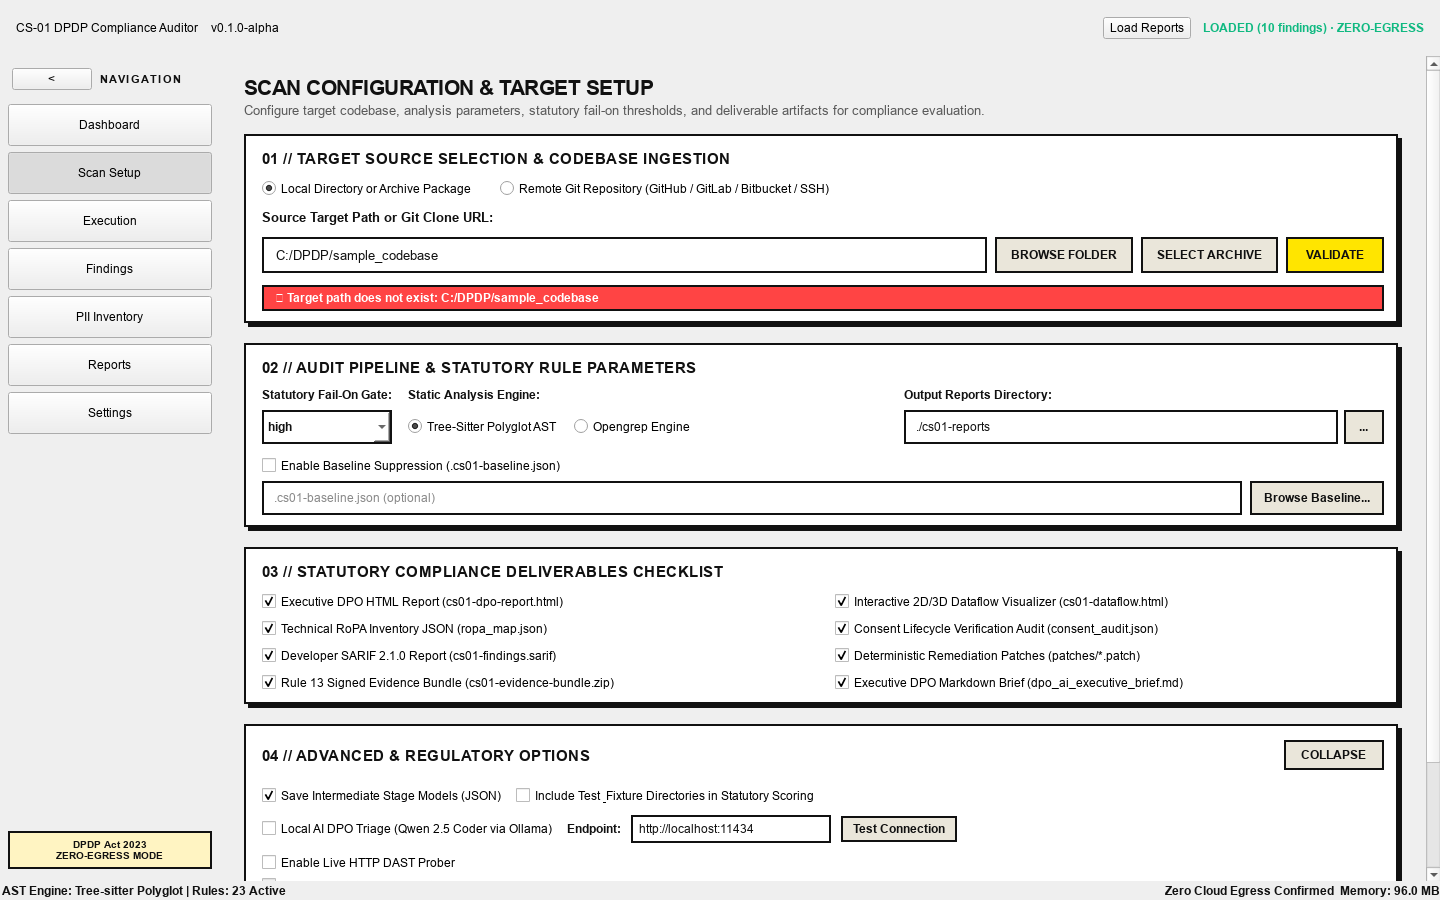 CS-01 DPDP Compliance Auditor v0.1.0-alpha
Load Reports
LOADED (10 findings) · ZERO-EGRESS
<
NAVIGATION
Dashboard
Scan Setup
Execution
Findings
PII Inventory
Reports
Settings
DPDP Act 2023
ZERO-EGRESS MODE
SCAN CONFIGURATION & TARGET SETUP
Configure target codebase, analysis parameters, statutory fail-on thresholds, and deliverable artifacts for compliance evaluation.
01 // TARGET SOURCE SELECTION & CODEBASE INGESTION
Local Directory or Archive Package
Remote Git Repository (GitHub / GitLab / Bitbucket / SSH)
Source Target Path or Git Clone URL:
C:/DPDP/sample_codebase
BROWSE FOLDER
SELECT ARCHIVE
VALIDATE
Target path does not exist: C:/DPDP/sample_codebase
02 // AUDIT PIPELINE & STATUTORY RULE PARAMETERS
Statutory Fail-On Gate:
Static Analysis Engine:
Output Reports Directory:
high
Tree-Sitter Polyglot AST
Opengrep Engine
./cs01-reports
...
Enable Baseline Suppression (.cs01-baseline.json)
.cs01-baseline.json (optional)
Browse Baseline...
03 // STATUTORY COMPLIANCE DELIVERABLES CHECKLIST
Executive DPO HTML Report (cs01-dpo-report.html)
Interactive 2D/3D Dataflow Visualizer (cs01-dataflow.html)
Technical RoPA Inventory JSON (ropa_map.json)
Consent Lifecycle Verification Audit (consent_audit.json)
Developer SARIF 2.1.0 Report (cs01-findings.sarif)
Deterministic Remediation Patches (patches/*.patch)
Rule 13 Signed Evidence Bundle (cs01-evidence-bundle.zip)
Executive DPO Markdown Brief (dpo_ai_executive_brief.md)
04 // ADVANCED & REGULATORY OPTIONS
COLLAPSE
Save Intermediate Stage Models (JSON)
Include Test _Fixture Directories in Statutory Scoring
Local AI DPO Triage (Qwen 2.5 Coder via Ollama)
Endpoint:
http://localhost:11434
Test Connection
Enable Live HTTP DAST Prober
AST Engine: Tree-sitter Polyglot | Rules: 23 Active
Zero Cloud Egress Confirmed Memory: 96.0 MB